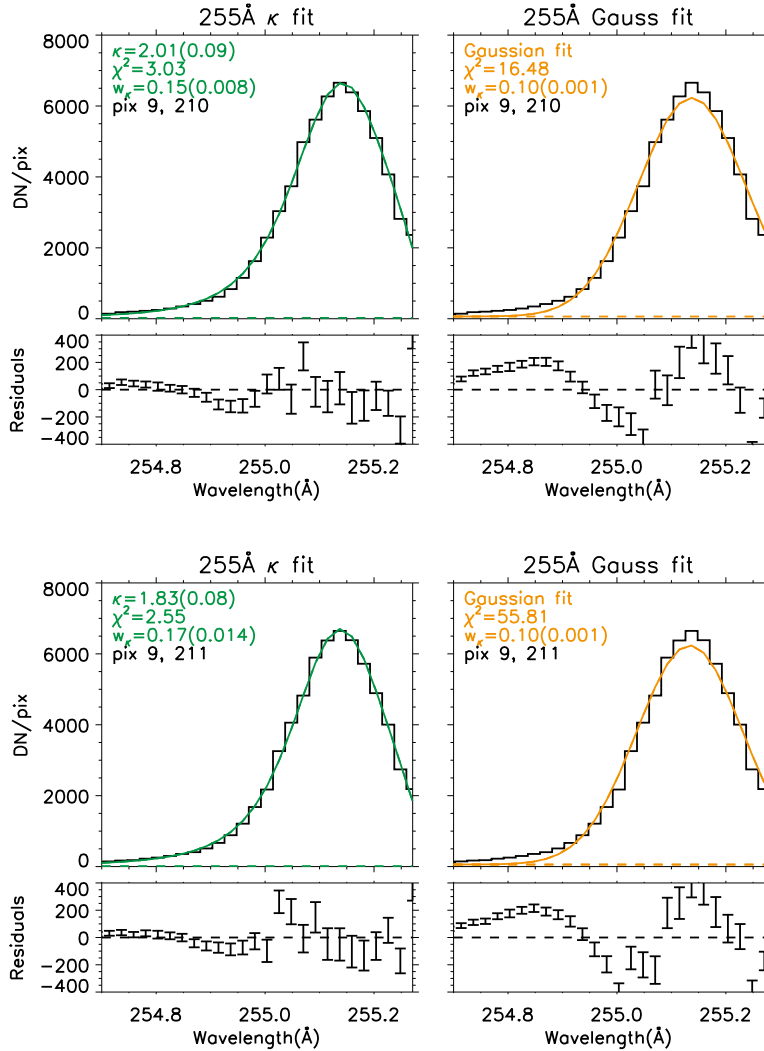 255Å κ fit
255Å Gauss fit
8000
6000
4000
2000
0
DN/pix
κ=2.01(0.09)
χ²=3.03
wκ=0.15(0.008)
pix 9, 210
Gaussian fit
χ²=16.48
wκ=0.10(0.001)
pix 9, 210
400
200
0
−200
−400
Residuals
254.8 255.0 255.2
254.8 255.0 255.2
Wavelength(Å)
Wavelength(Å)
255Å κ fit
255Å Gauss fit
8000
6000
4000
2000
0
DN/pix
κ=1.83(0.08)
χ²=2.55
wκ=0.17(0.014)
pix 9, 211
Gaussian fit
χ²=55.81
wκ=0.10(0.001)
pix 9, 211
400
200
0
−200
−400
Residuals
254.8 255.0 255.2
254.8 255.0 255.2
Wavelength(Å)
Wavelength(Å)